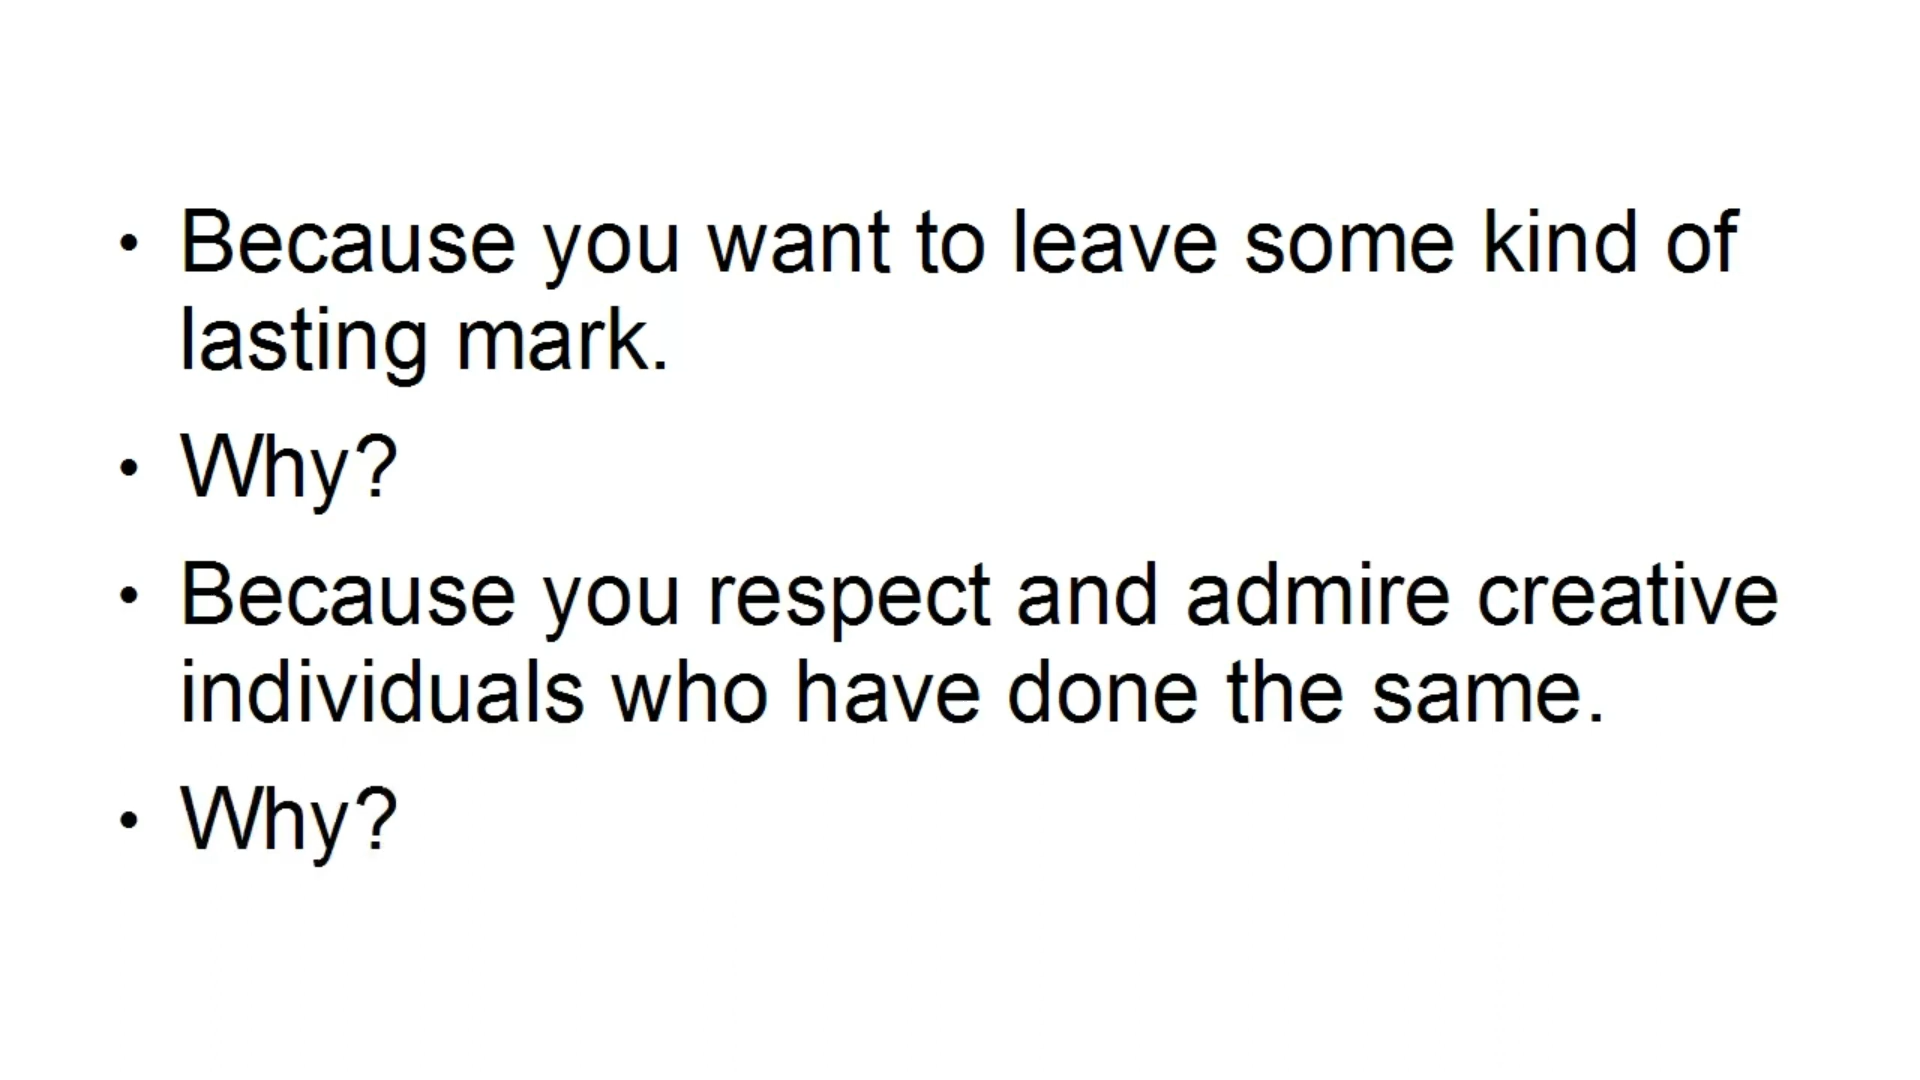 • Because you want to leave some kind of
lasting mark.
• Why?
• Because you respect and admire creative
individuals who have done the same.
• Why?